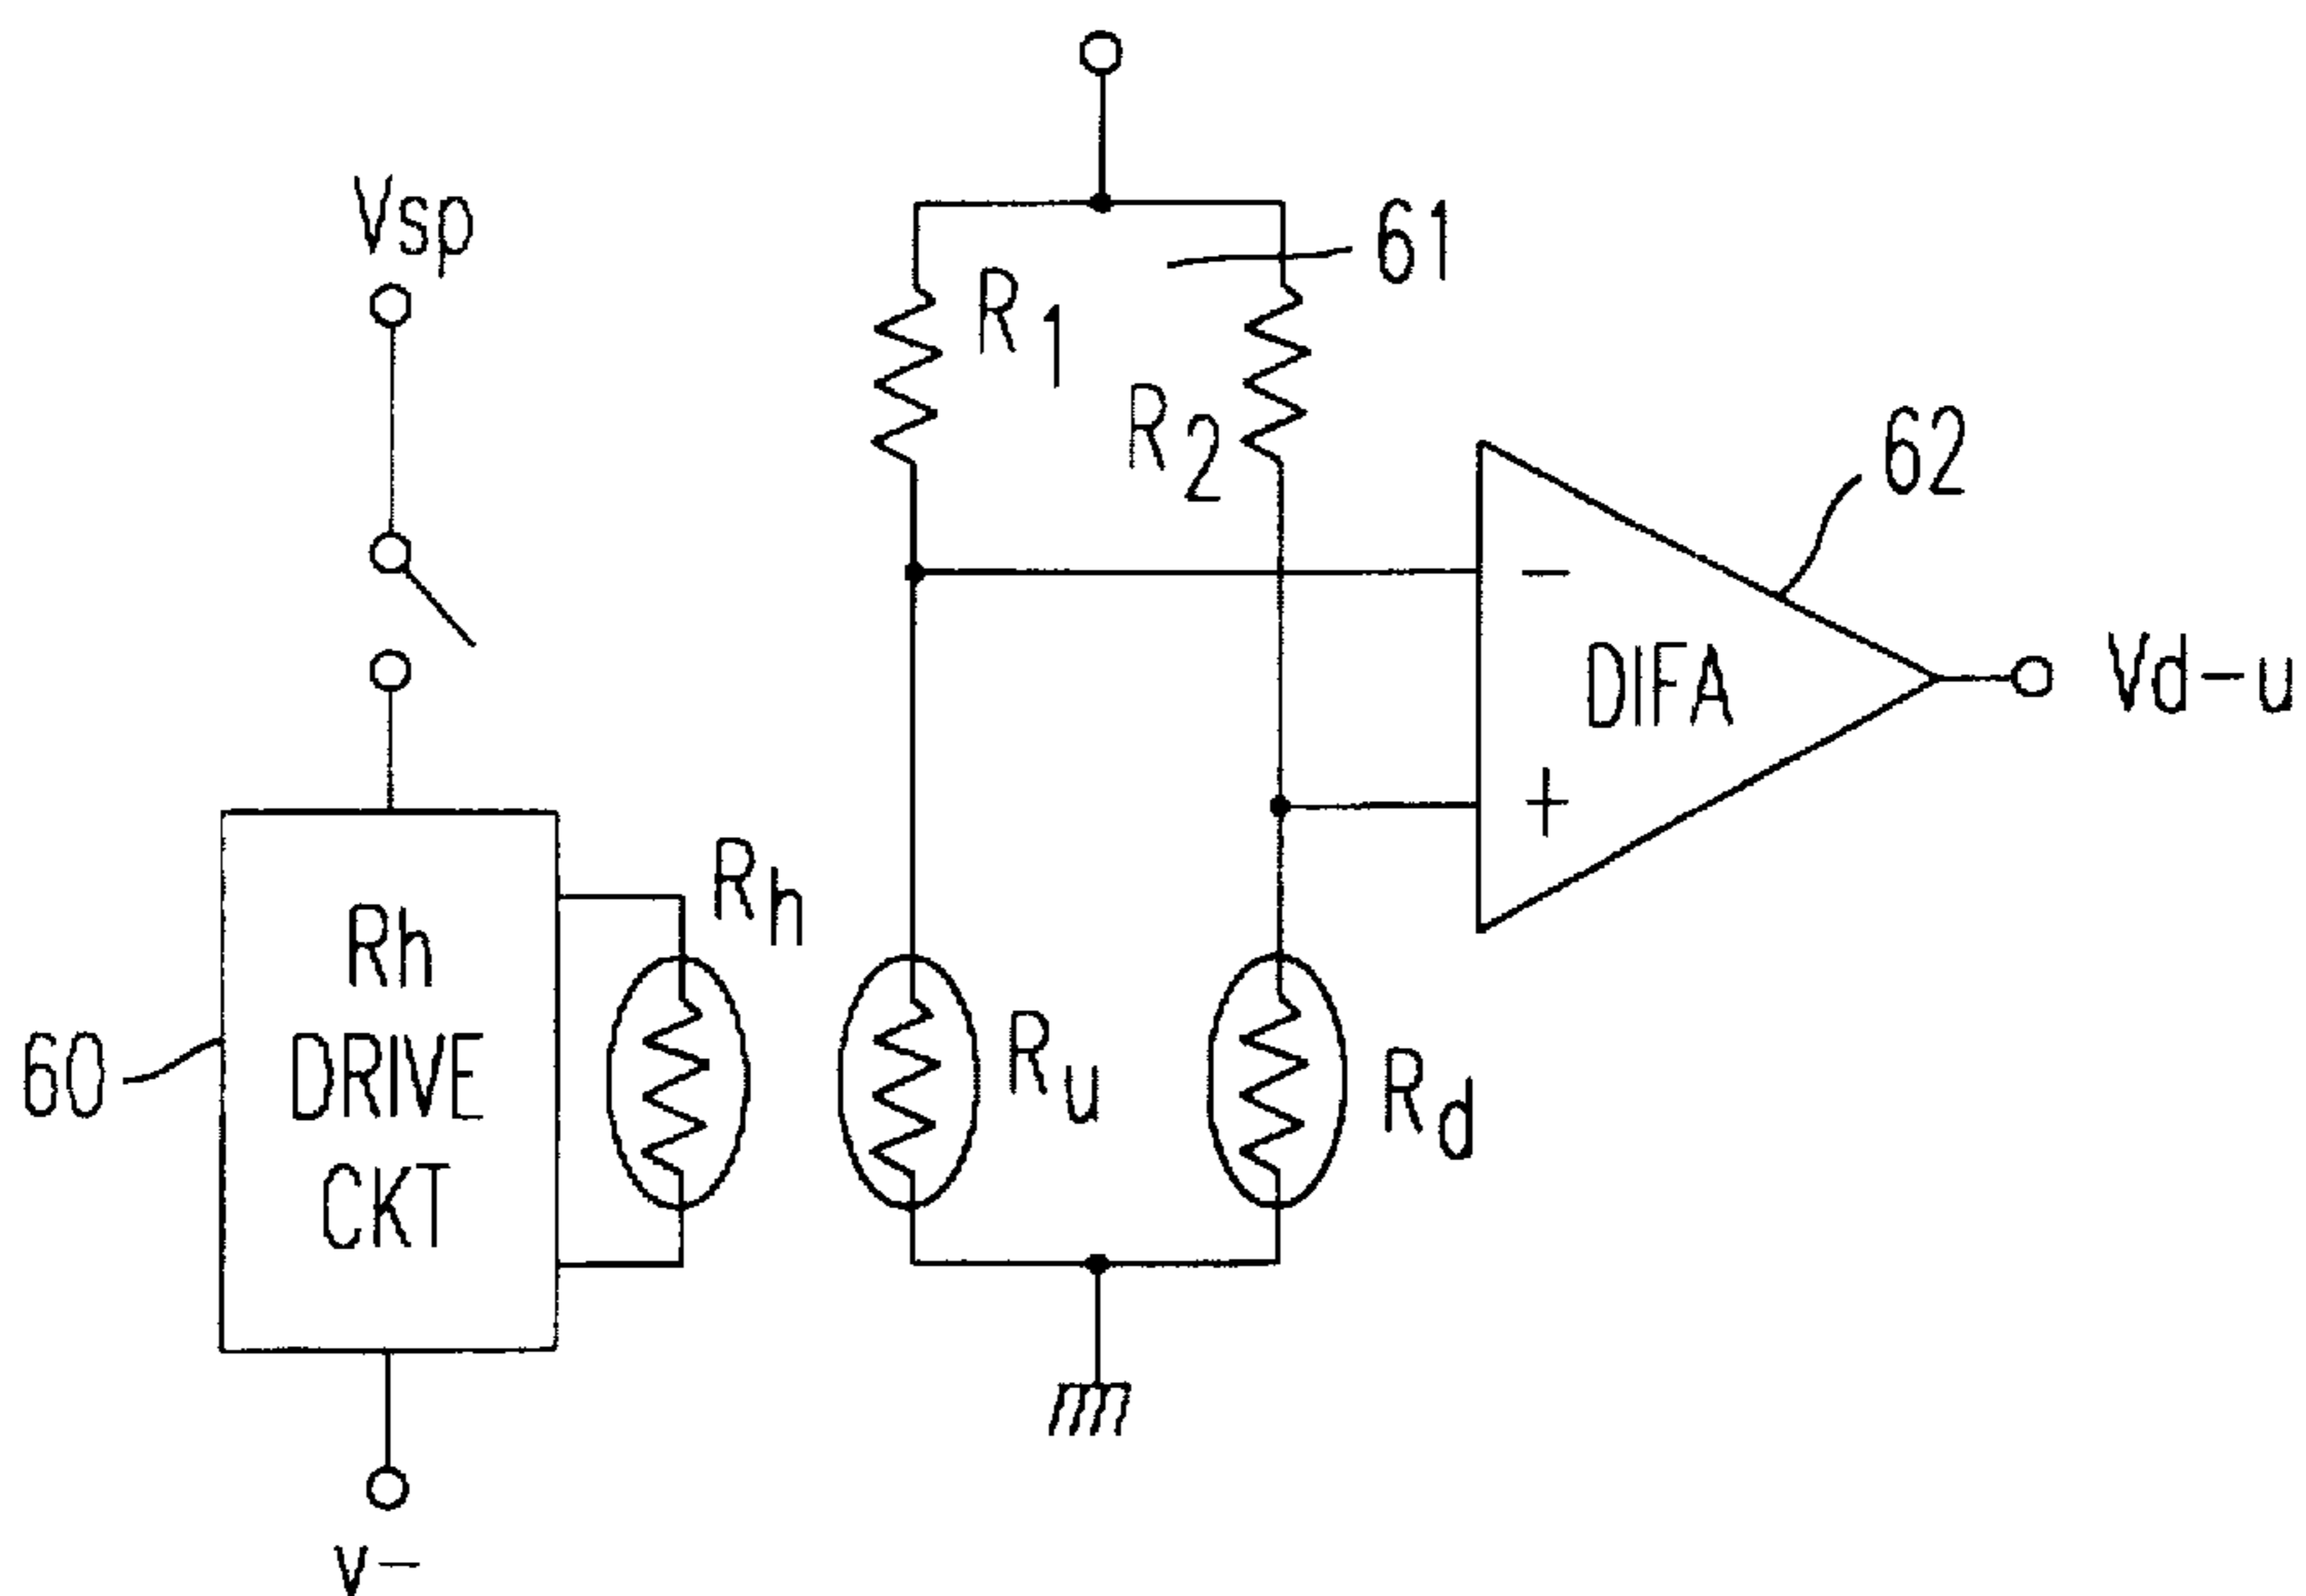 Vsp
61
R1
R2
62
-
DIFA
+
Vd-u
Rh
Rh
DRIVE
CKT
60
Ru
Rd
v-